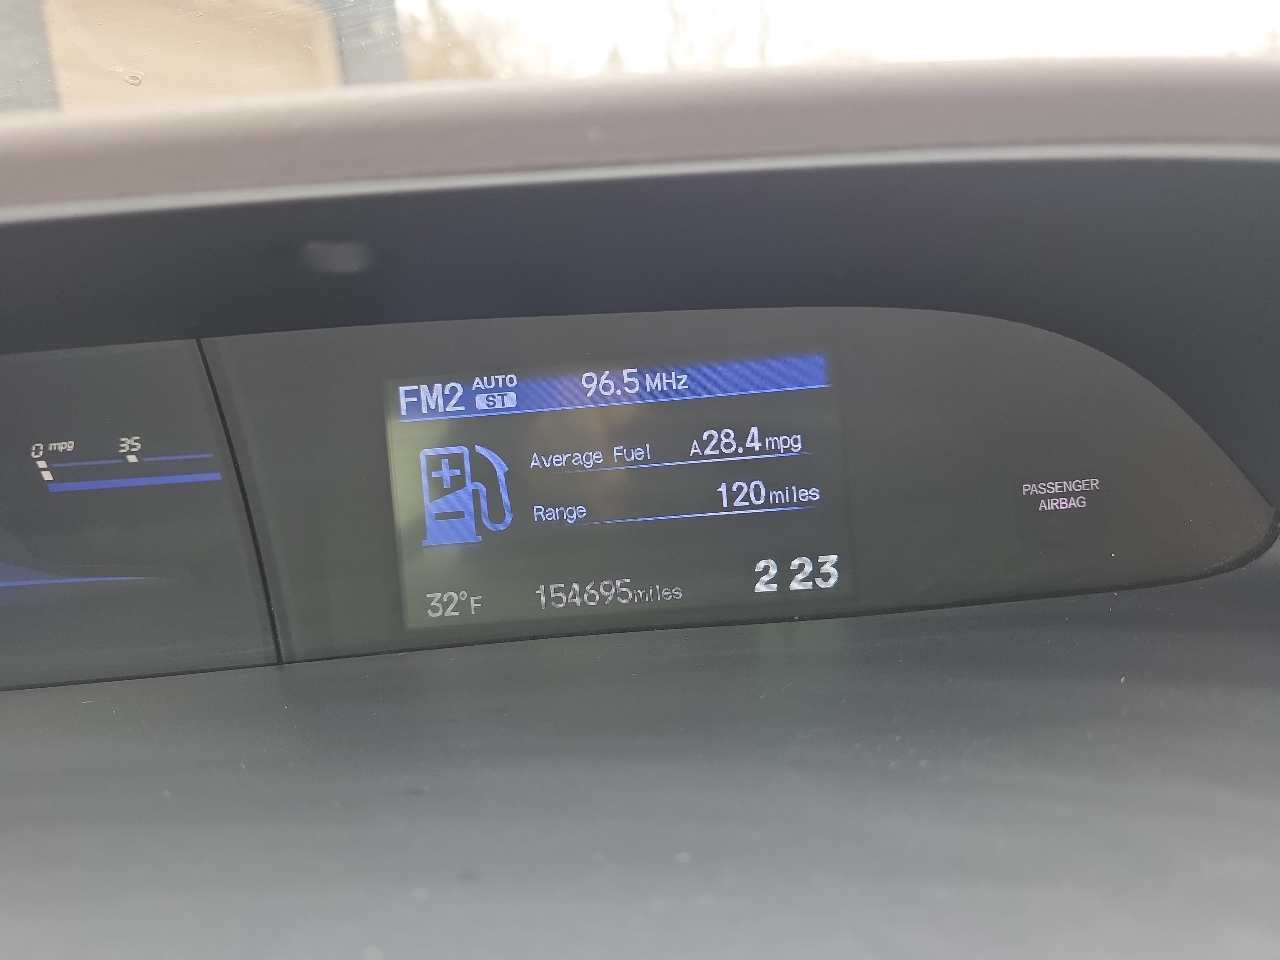 0 mpg 35
FM2 AUTO ST 96.5 MHz
Average Fuel A28.4 mpg
Range 120 miles
32°F 154695 miles 2 23
PASSENGER
AIRBAG